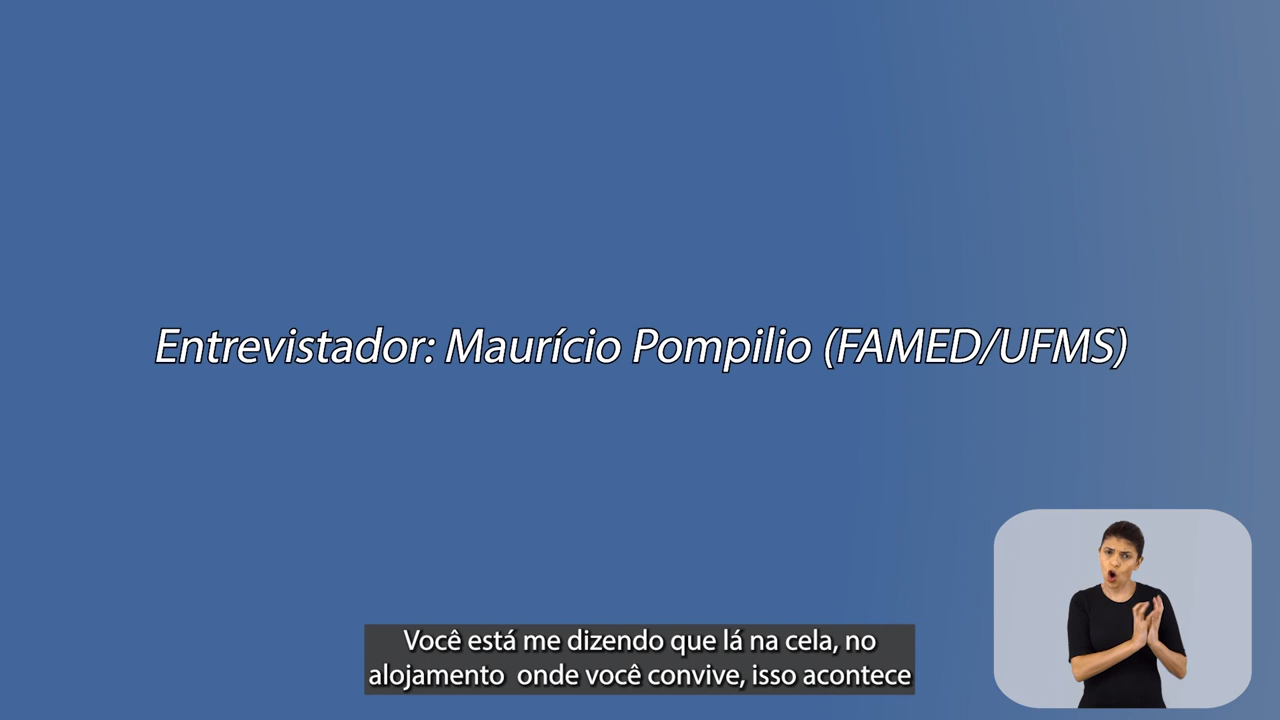 Entrevistador: Maurício Pompilio (FAMED/UFMS)
Você está me dizendo que lá na cela, no
alojamento  onde você convive, isso acontece